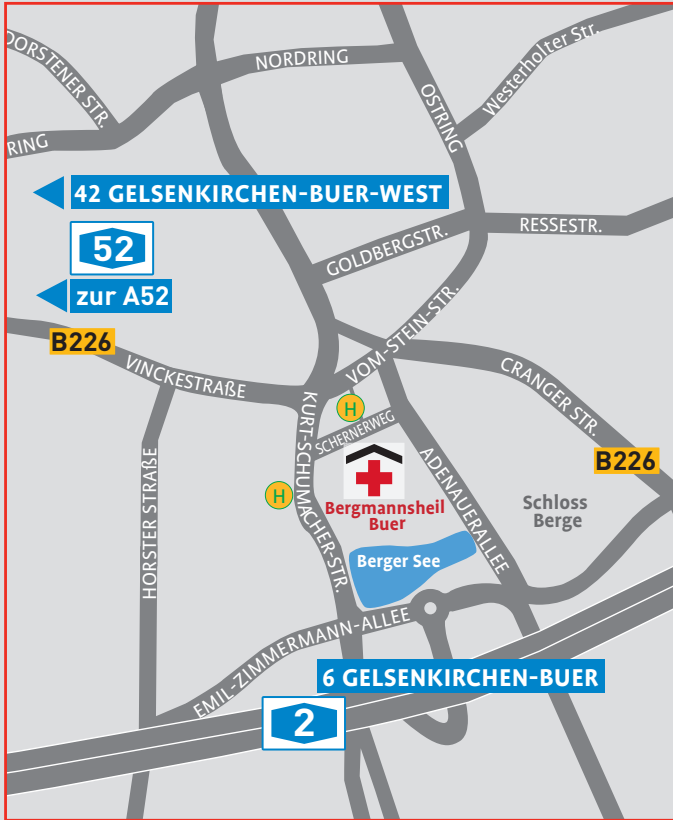 NORDRING
DORSTENER STR.
Westerholter Str.
OSTRING
RING
42 GELSENKIRCHEN-BUER-WEST
52
RESSESTR.
GOLDBERGSTR.
zur A52
B226
VOM-STEIN-STR.
VINCKESTRAßE
CRANGER STR.
KURT-SCHUMACHER-STR.
H
SCHERNERWEG
ADENAUERALLEE
B226
HORSTER STRAßE
H
Bergmannsheil
Buer
Schloss
Berge
Berger See
EMIL-ZIMMERMANN-ALLEE
6 GELSENKIRCHEN-BUER
2